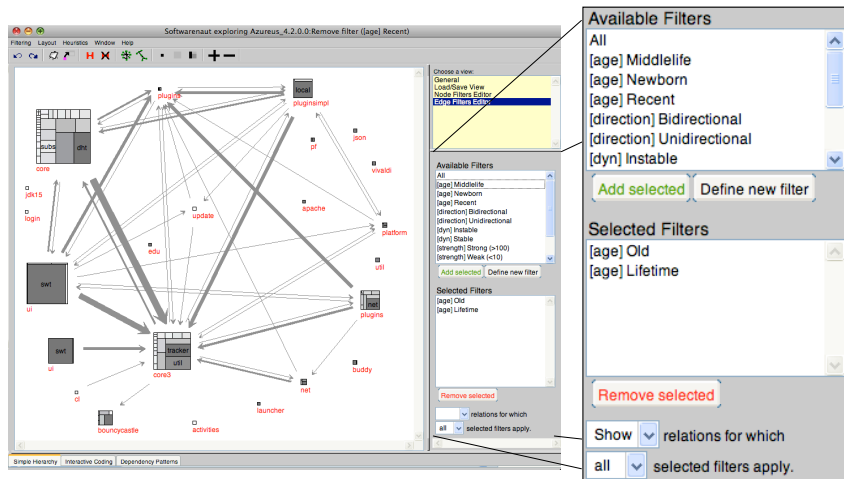 Softwarenaut exploring Azureus_4.2.0.0:Remove filter ([age] Recent)
Filtering Layout Heuristics Window Help
H X
plugins
local
pluginsimpl
subs
dht
core
pf
json
vivaldi
jdk15
login
update
apache
platform
edu
util
swt
ui
net
plugins
swt
ui
tracker
util
core3
buddy
net
cl
launcher
bouncycastle
activities
Simple Hierarchy Interactive Coding Dependency Patterns
Choose a view:
General
Load/Save View
Node Filters Editor
Edge Filters Editor
Available Filters
All
[age] Middlelife
[age] Newborn
[age] Recent
[direction] Bidirectional
[direction] Unidirectional
[dyn] Instable
[dyn] Stable
[strength] Strong (>100)
[strength] Weak (<10)
Add selected Define new filter
Selected Filters
[age] Old
[age] Lifetime
Remove selected
relations for which
all selected filters apply.
Available Filters
All
[age] Middlelife
[age] Newborn
[age] Recent
[direction] Bidirectional
[direction] Unidirectional
[dyn] Instable
Add selected Define new filter
Selected Filters
[age] Old
[age] Lifetime
Remove selected
Show relations for which
all selected filters apply.